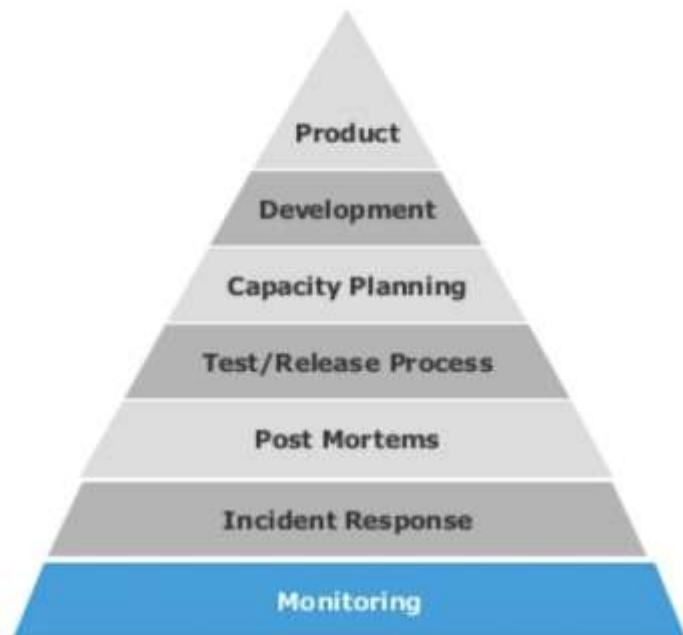 Product
Development
Capacity Planning
Test/Release Process
Post Mortems
Incident Response
Monitoring